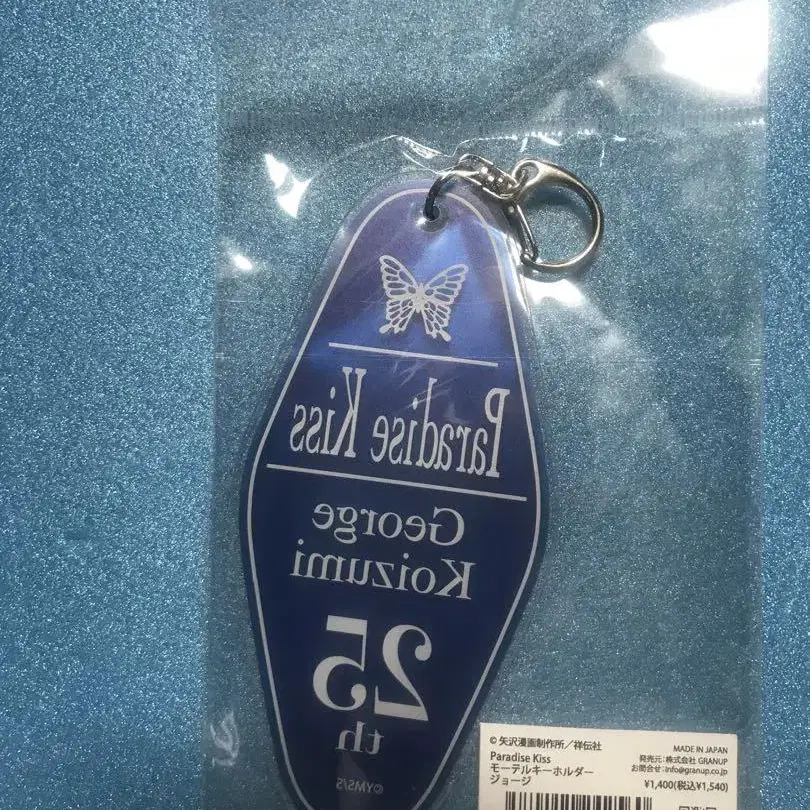 Paradise Kiss
George
Koizumi
25
th
©YMS/S
© 矢沢漫画制作所／祥伝社
Paradise Kiss
モーテルキーホルダー
ジョージ
MADE IN JAPAN
発売元：株式会社 GRANUP
お問合せ：info@granup.co.jp
¥1,400(税込¥1,540)